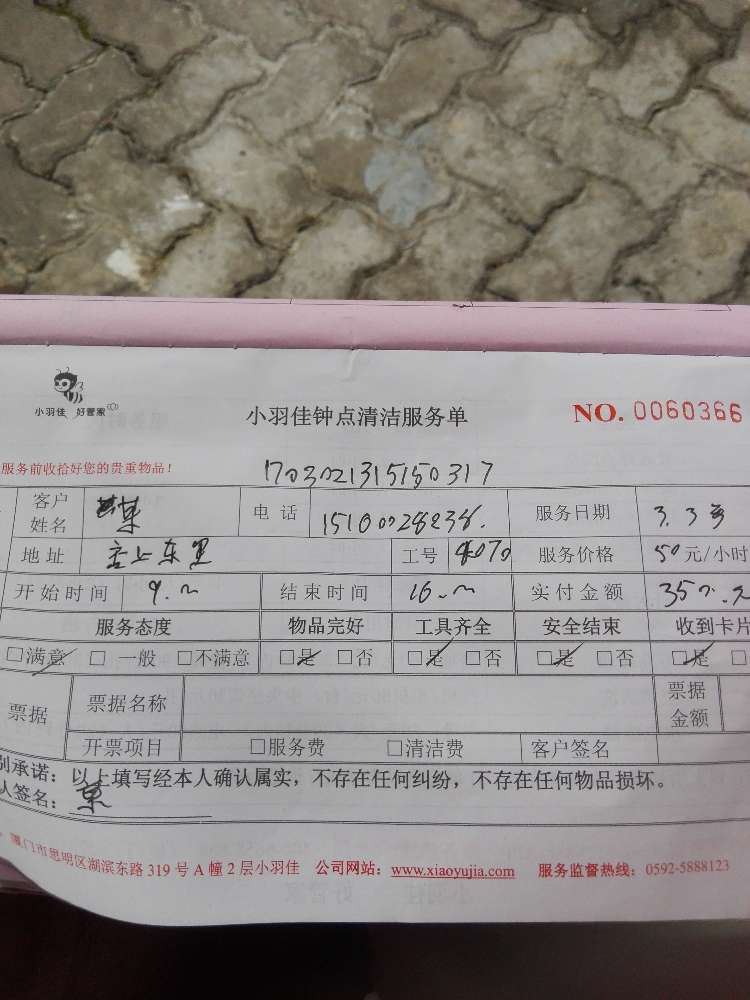 小羽佳 好管家
小羽佳钟点清洁服务单
NO. 0060366
服务前收拾好您的贵重物品！
1703021315150317
客户姓名 电话 1510028238. 服务日期 3.3号
地址 工号 服务价格 50元/小时
开始时间 9. 结束时间 16. 实付金额 元
服务态度 物品完好 工具齐全 安全结束 收到卡片
□满意 □一般 □不满意 □是 □否 □是 □否 □是 □否 □是 □
票据 票据名称 票据金额
开票项目 □服务费 □清洁费 客户签名
别承诺：以上填写经本人确认属实，不存在任何纠纷，不存在任何物品损坏。
人签名：
厦门市思明区湖滨东路 319 号 A 幢 2 层小羽佳 公司网站：www.xiaoyujia.com 服务监督热线：0592-5888123